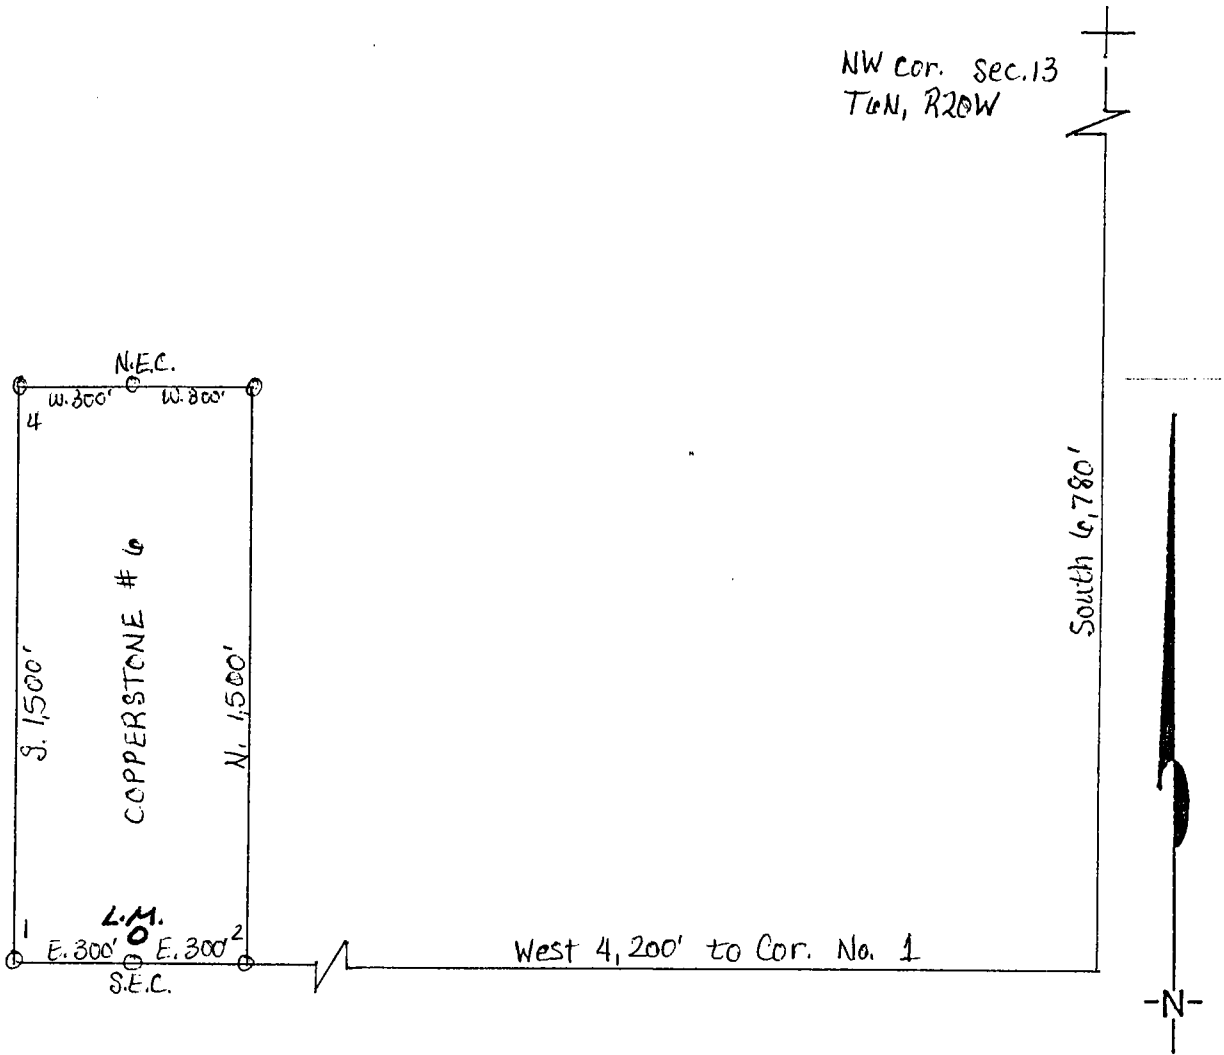 NW cor. Sec.13
T6N, R20W
N.E.C.
W.300' W.300'
4
South 6,780'
COPPERSTONE # 6
S. 1,500'
N. 1,500'
L.M.
1
E.300' E.300' 2
S.E.C.
West 4,200' to Cor. No. 1
-N-